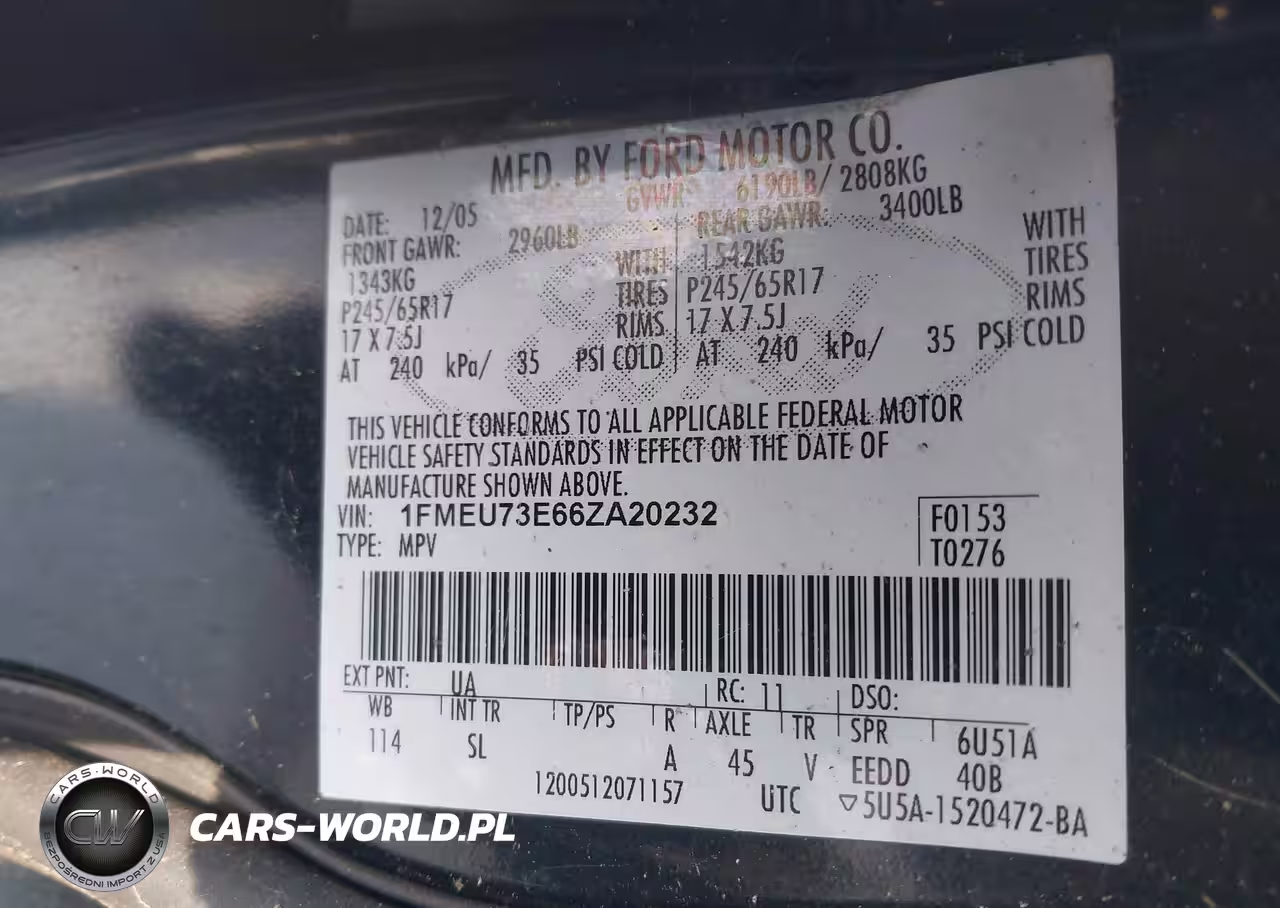 MFD. BY FORD MOTOR CO.
DATE: 12/05 GVWR: 6190LB/ 2808KG
FRONT GAWR: 2960LB REAR GAWR: 3400LB
1343KG WITH 1542KG WITH
P245/65R17 TIRES P245/65R17 TIRES
17 X 7.5J RIMS 17 X 7.5J RIMS
AT 240 kPa/ 35 PSI COLD AT 240 kPa/ 35 PSI COLD
THIS VEHICLE CONFORMS TO ALL APPLICABLE FEDERAL MOTOR
VEHICLE SAFETY STANDARDS IN EFFECT ON THE DATE OF
MANUFACTURE SHOWN ABOVE.
VIN: 1FMEU73E66ZA20232 F0153
TYPE: MPV T0276
EXT PNT: UA RC: 11 DSO:
WB INT TR TP/PS R AXLE TR SPR 6U51A
114 SL A 45 V EEDD 40B
1200512071157 UTC ▽5U5A-1520472-BA
CARS-WORLD
CW
BEZPOŚREDNI IMPORT Z USA
CARS-WORLD.PL